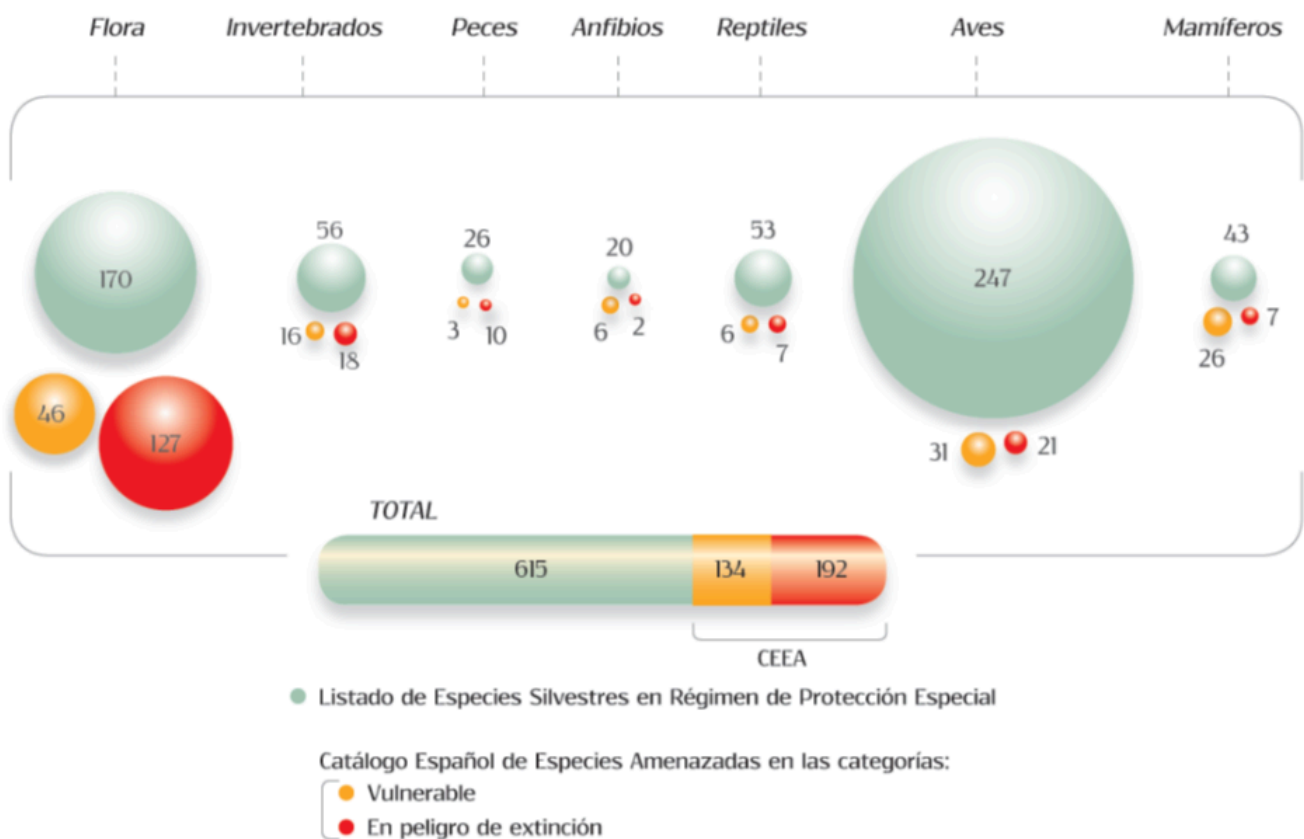 Flora Invertebrados Peces Anfibios Reptiles Aves Mamíferos
170
46
127
56
16
18
26
3
10
20
6
2
53
6
7
247
31
21
43
26
7
TOTAL
615 134 192
CEEA
Listado de Especies Silvestres en Régimen de Protección Especial
Catálogo Español de Especies Amenazadas en las categorías:
Vulnerable
En peligro de extinción